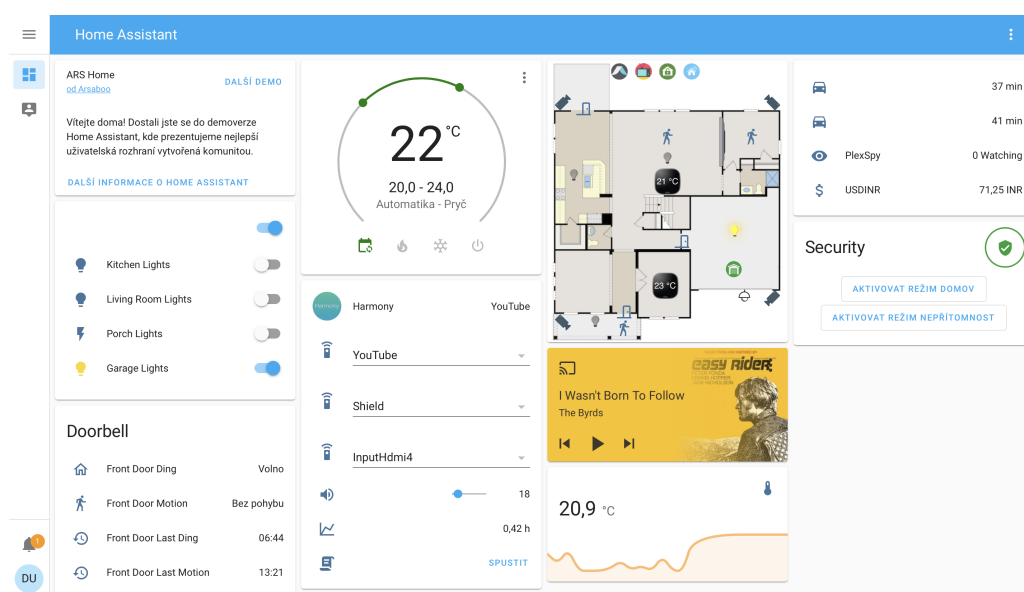 Home Assistant
ARS Home
od Arsaboo
DALŠÍ DEMO
Vítejte doma! Dostali jste se do demoverze
Home Assistant, kde prezentujeme nejlepší
uživatelská rozhraní vytvořená komunitou.
DALŠÍ INFORMACE O HOME ASSISTANT
Kitchen Lights
Living Room Lights
Porch Lights
Garage Lights
Doorbell
Front Door Ding Volno
Front Door Motion Bez pohybu
Front Door Last Ding 06:44
Front Door Last Motion 13:21
1
DU
22 °C
20,0 - 24,0
Automatika - Pryč
Harmony
Harmony YouTube
YouTube
Shield
InputHdmi4
18
0,42 h
SPUSTIT
21 °C
23 °C
easy rider
I Wasn't Born To Follow
The Byrds
20,9 °C
37 min
41 min
PlexSpy 0 Watching
USDINR 71,25 INR
Security
AKTIVOVAT REŽIM DOMOV
AKTIVOVAT REŽIM NEPŘÍTOMNOST